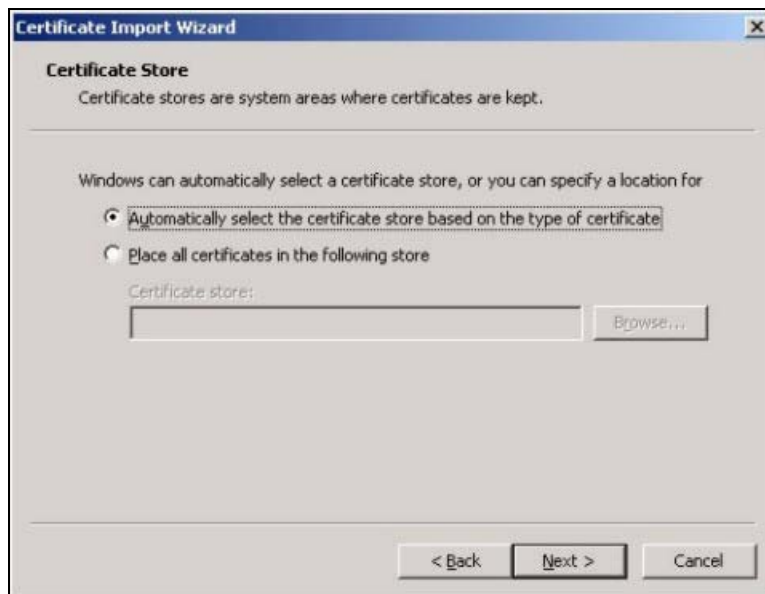 Certificate Import Wizard
Certificate Store
Certificate stores are system areas where certificates are kept.
Windows can automatically select a certificate store, or you can specify a location for
Automatically select the certificate store based on the type of certificate
Place all certificates in the following store
Certificate store:
Browse...
< Back
Next >
Cancel